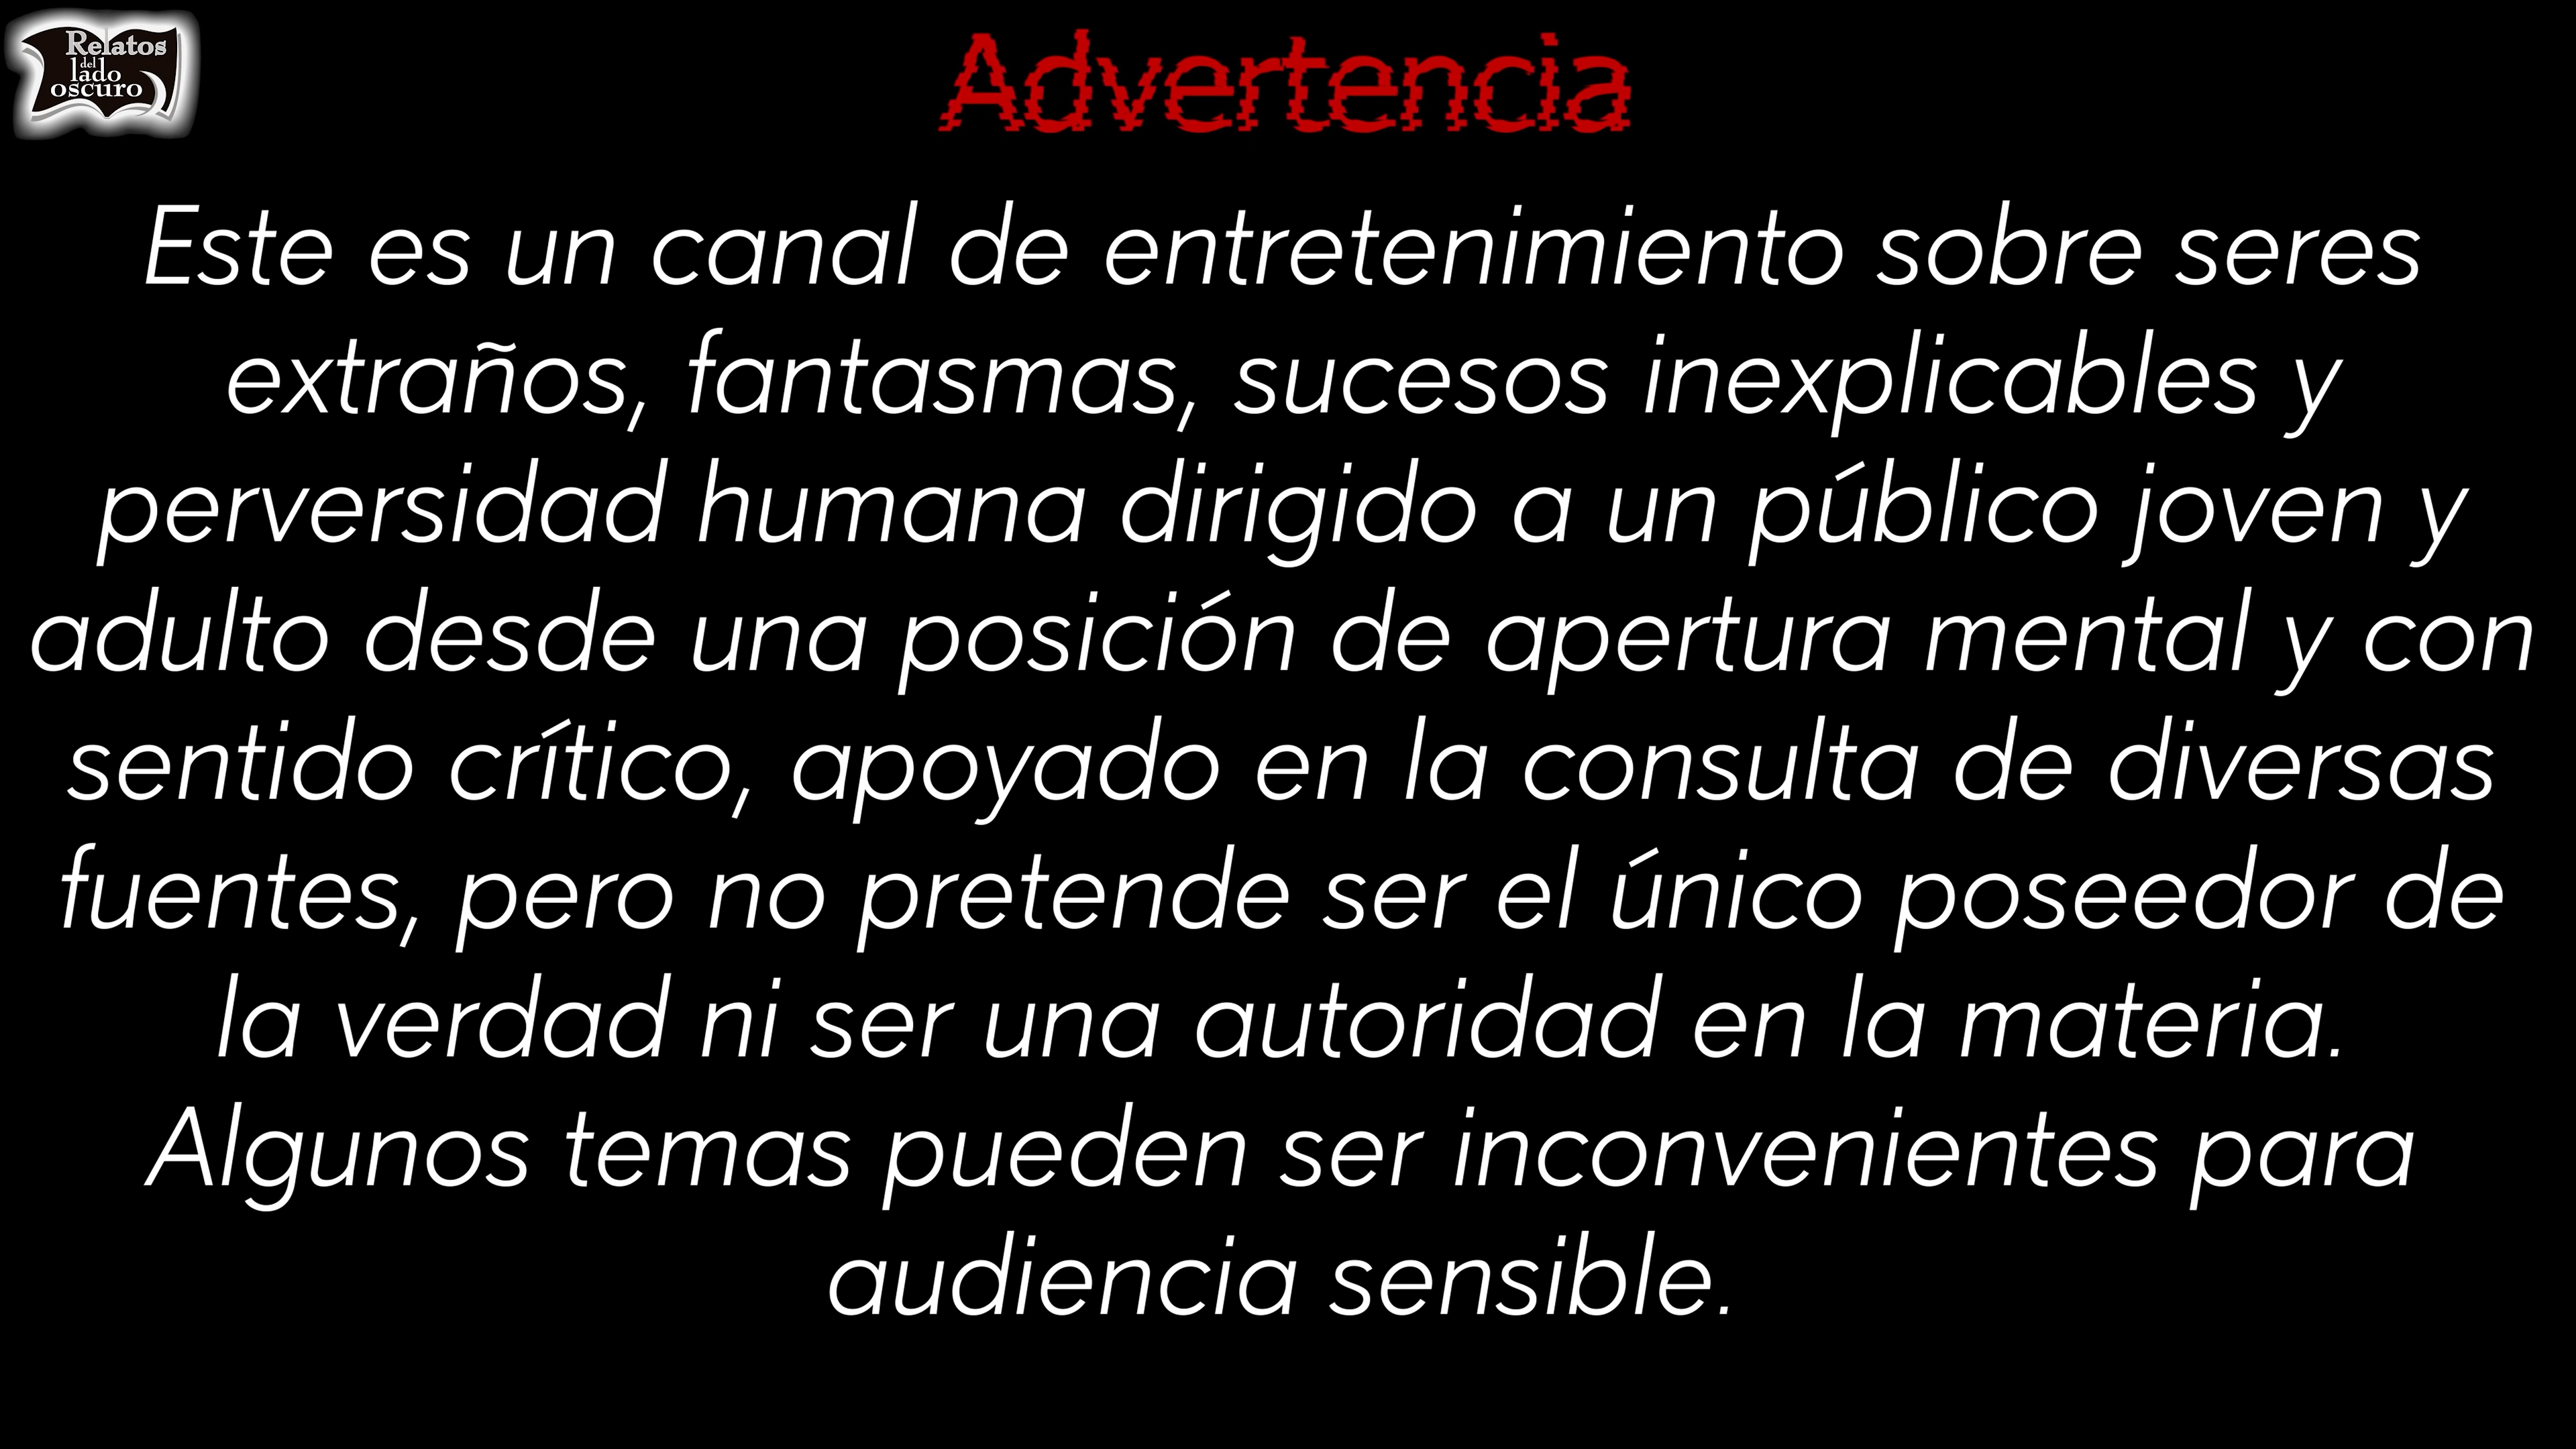 Relatos
del
lado
oscuro
Advertencia
Este es un canal de entretenimiento sobre seres
extraños, fantasmas, sucesos inexplicables y
perversidad humana dirigido a un público joven y
adulto desde una posición de apertura mental y con
sentido crítico, apoyado en la consulta de diversas
fuentes, pero no pretende ser el único poseedor de
la verdad ni ser una autoridad en la materia.
Algunos temas pueden ser inconvenientes para
audiencia sensible.